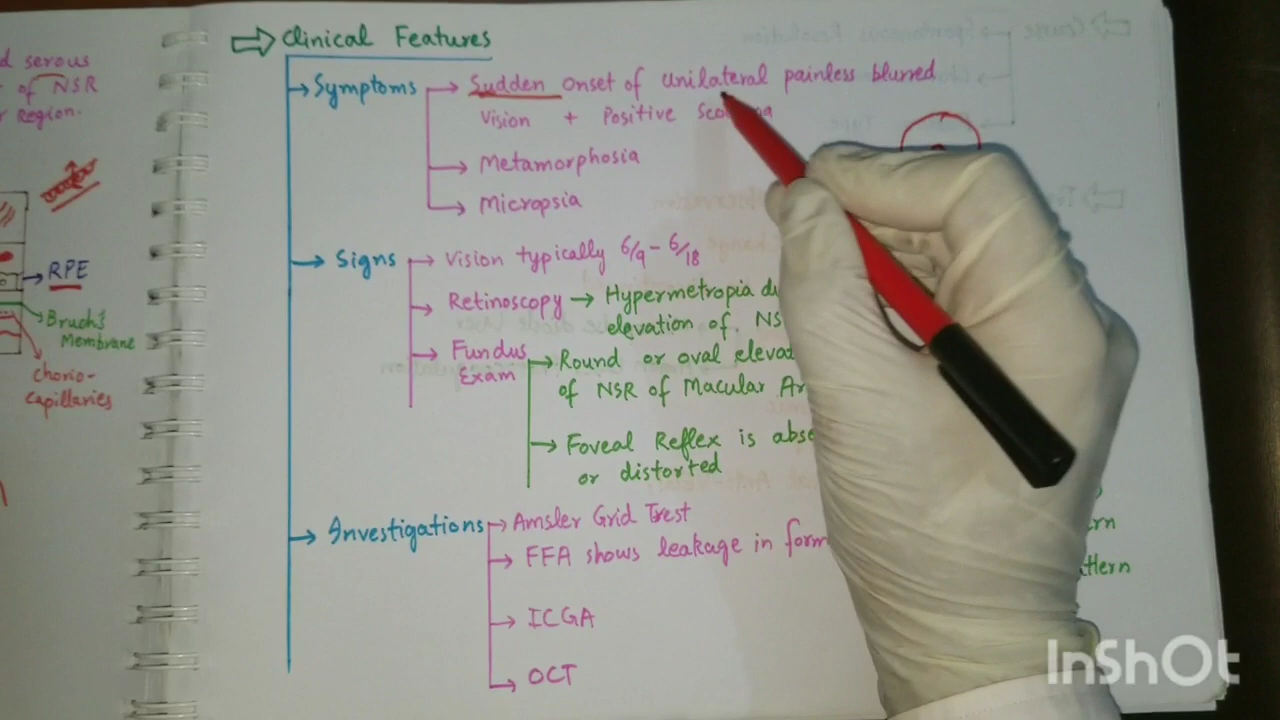 d serous
of NSR
Region.
RPE
Bruch's
Membrane
Chorio-
Capillaries
Clinical Features
Symptoms
Sudden onset of unilateral painless blurred
Vision + Positive
Metamorphosia
Micropsia
Signs
Vision typically 6/9 - 6/18
Retinoscopy → Hypermetropia
elevation of NS
Fundus
Exam
Round or oval elevat
of NSR of Macular Ar
Foveal Reflex is abse
or distorted
Investigations
Amsler Grid Trest
FFA shows leakage in form
ICGA
OCT
rn
ttern
InShOt